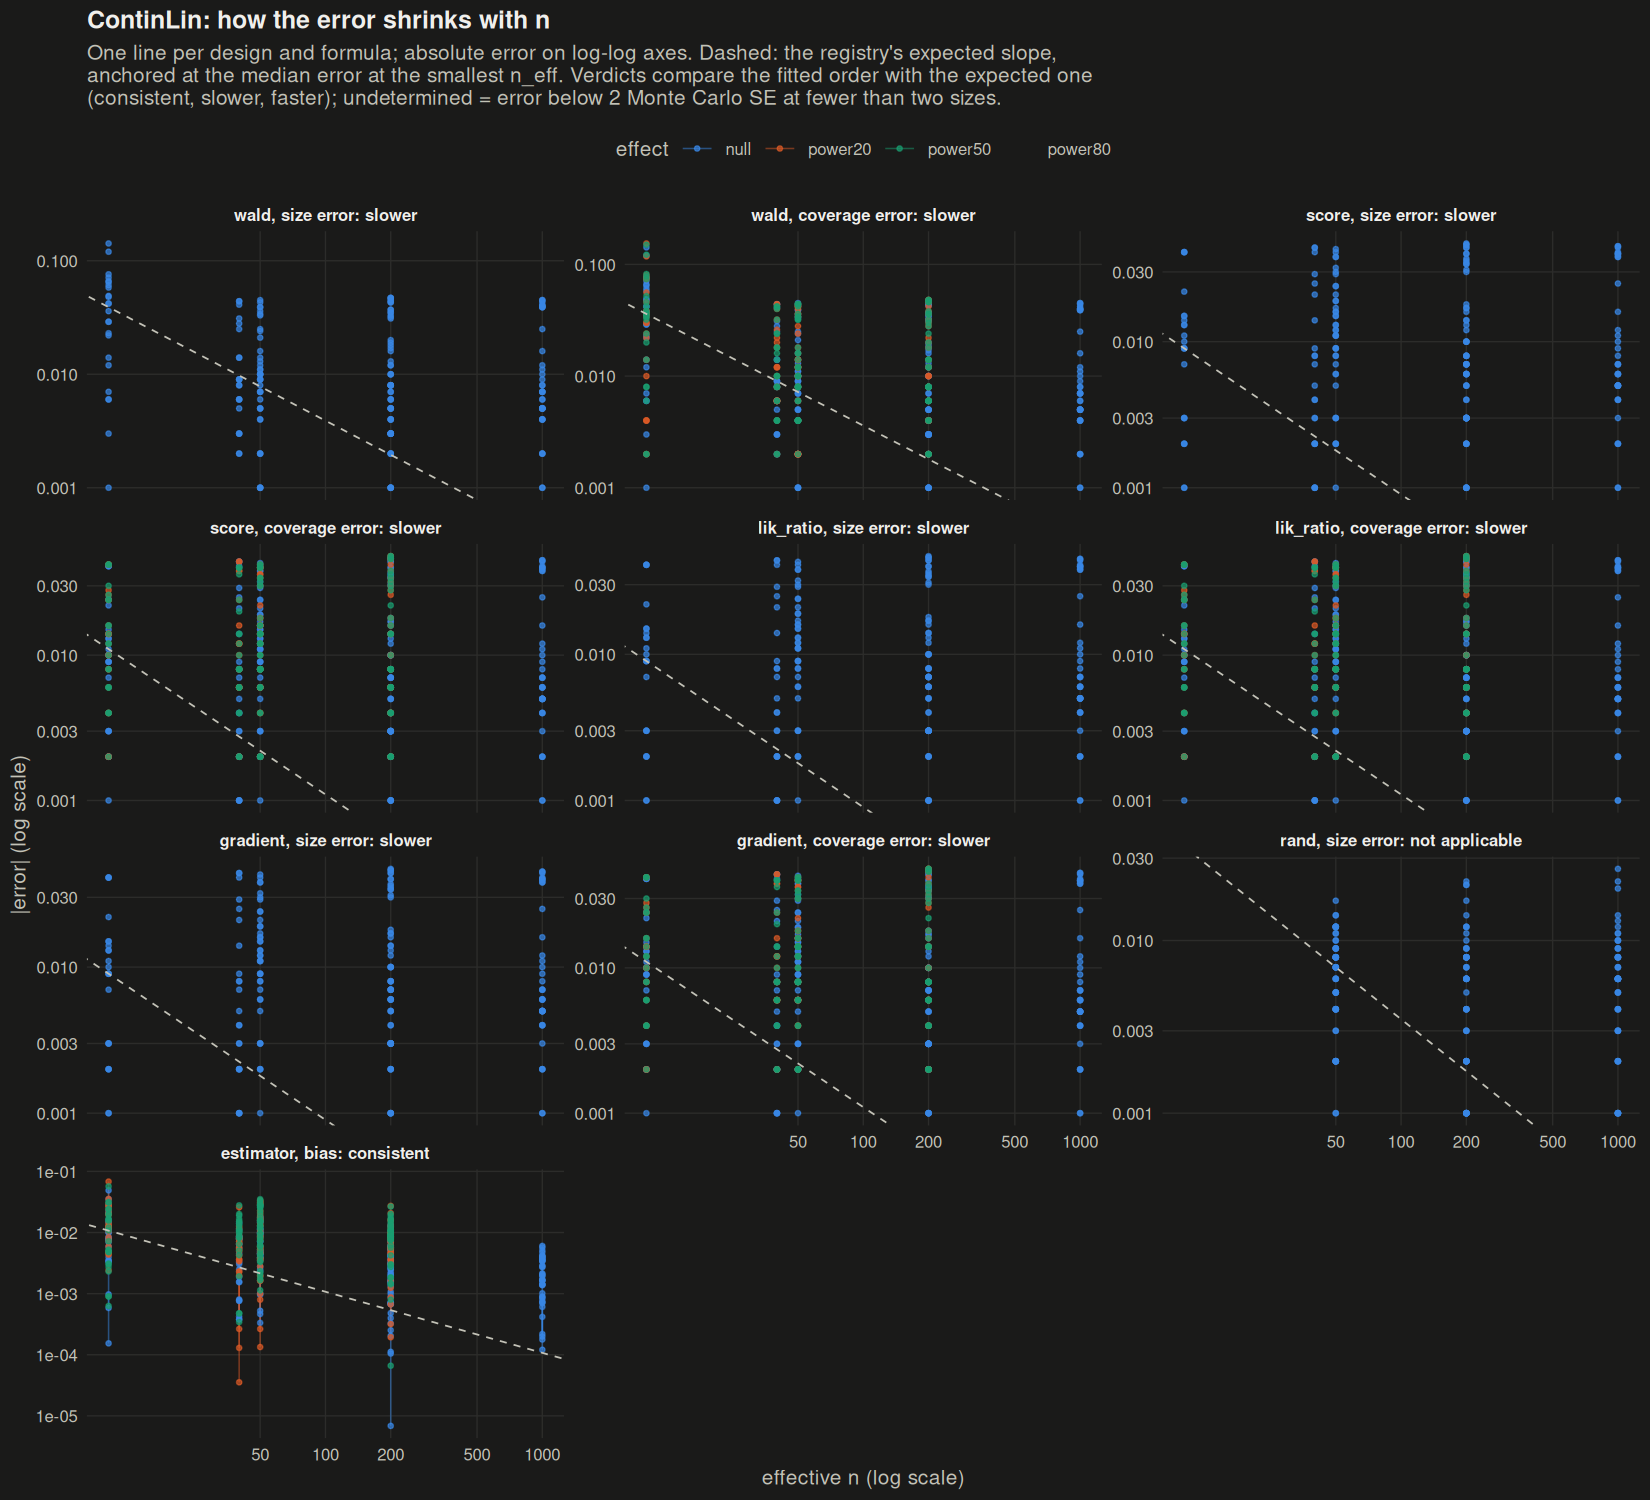 ContinLin: how the error shrinks with n
One line per design and formula; absolute error on log-log axes. Dashed: the registry's expected slope,
anchored at the median error at the smallest n_eff. Verdicts compare the fitted order with the expected one
(consistent, slower, faster); undetermined = error below 2 Monte Carlo SE at fewer than two sizes.
effect null power20 power50 power80
wald, size error: slower
0.100
0.010
0.001
wald, coverage error: slower
0.100
0.010
0.001
score, size error: slower
0.030
0.010
0.003
0.001
score, coverage error: slower
0.030
0.010
0.003
0.001
lik_ratio, size error: slower
0.030
0.010
0.003
0.001
lik_ratio, coverage error: slower
0.030
0.010
0.003
0.001
gradient, size error: slower
0.030
0.010
0.003
0.001
gradient, coverage error: slower
0.030
0.010
0.003
0.001
50 100 200 500 1000
rand, size error: not applicable
0.030
0.010
0.003
0.001
50 100 200 500 1000
estimator, bias: consistent
1e-01
1e-02
1e-03
1e-04
1e-05
50 100 200 500 1000
|error| (log scale)
effective n (log scale)